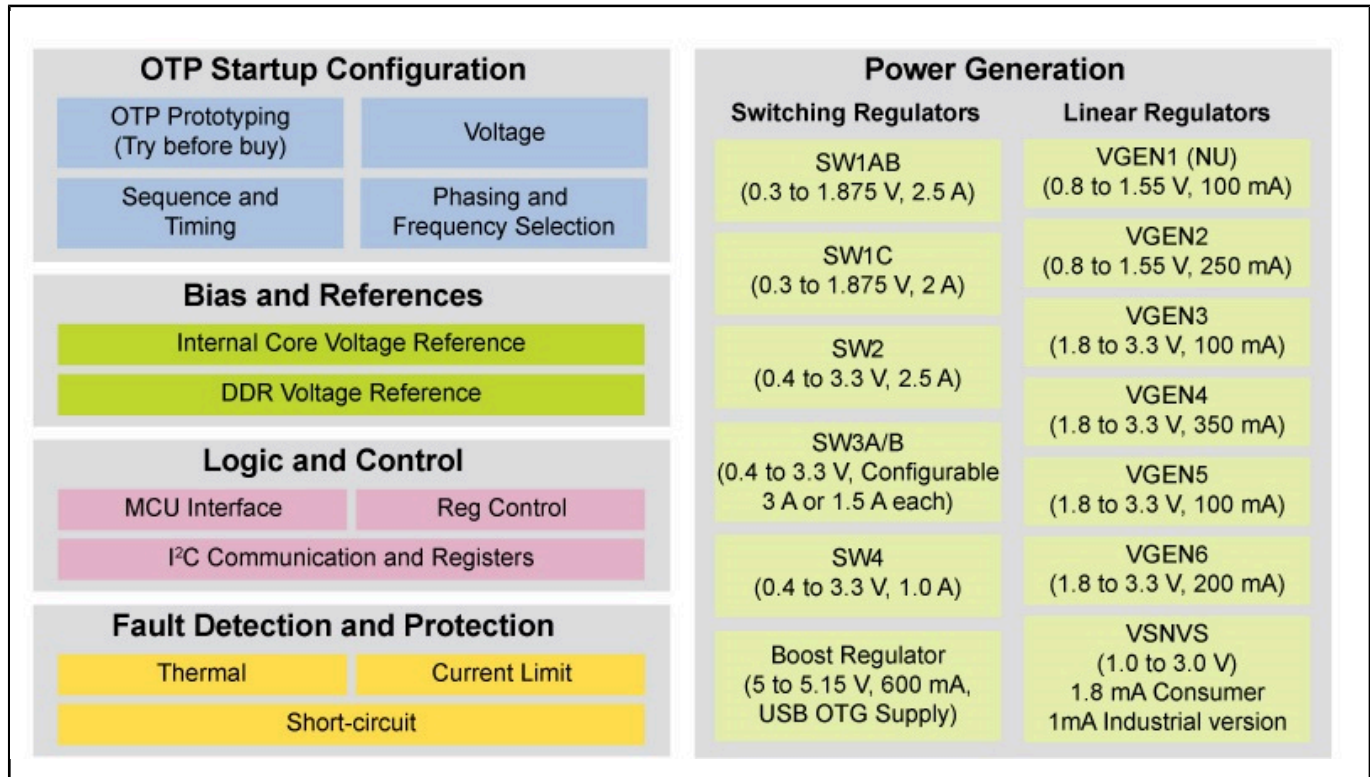 OTP Startup Configuration
OTP Prototyping
(Try before buy)
Voltage
Sequence and
Timing
Phasing and
Frequency Selection
Bias and References
Internal Core Voltage Reference
DDR Voltage Reference
Logic and Control
MCU Interface
Reg Control
I²C Communication and Registers
Fault Detection and Protection
Thermal
Current Limit
Short-circuit
Power Generation
Switching Regulators
SW1AB
(0.3 to 1.875 V, 2.5 A)
SW1C
(0.3 to 1.875 V, 2 A)
SW2
(0.4 to 3.3 V, 2.5 A)
SW3A/B
(0.4 to 3.3 V, Configurable
3 A or 1.5 A each)
SW4
(0.4 to 3.3 V, 1.0 A)
Boost Regulator
(5 to 5.15 V, 600 mA,
USB OTG Supply)
Linear Regulators
VGEN1 (NU)
(0.8 to 1.55 V, 100 mA)
VGEN2
(0.8 to 1.55 V, 250 mA)
VGEN3
(1.8 to 3.3 V, 100 mA)
VGEN4
(1.8 to 3.3 V, 350 mA)
VGEN5
(1.8 to 3.3 V, 100 mA)
VGEN6
(1.8 to 3.3 V, 200 mA)
VSNVS
(1.0 to 3.0 V)
1.8 mA Consumer
1mA Industrial version